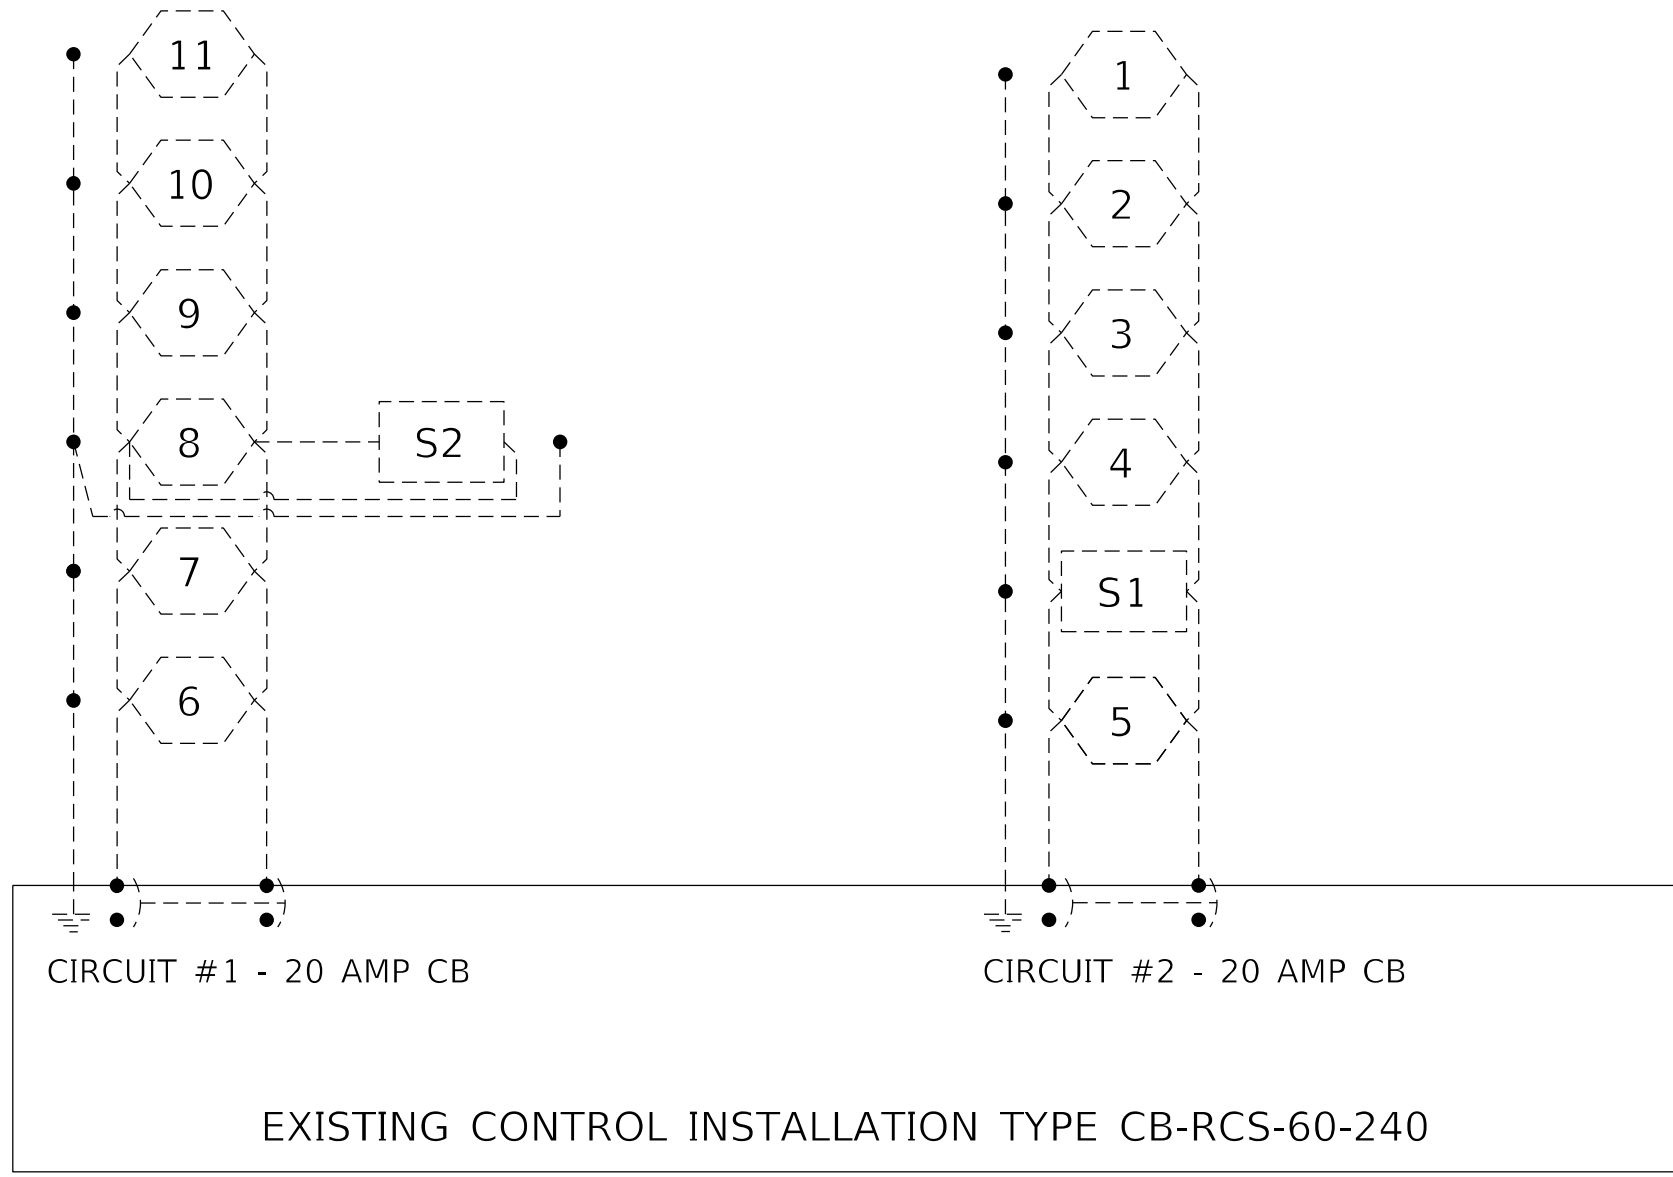 11
1
10
2
9
3
8
S2
4
7
S1
6
5
CIRCUIT #1 - 20 AMP CB
CIRCUIT #2 - 20 AMP CB
EXISTING CONTROL INSTALLATION TYPE CB-RCS-60-240